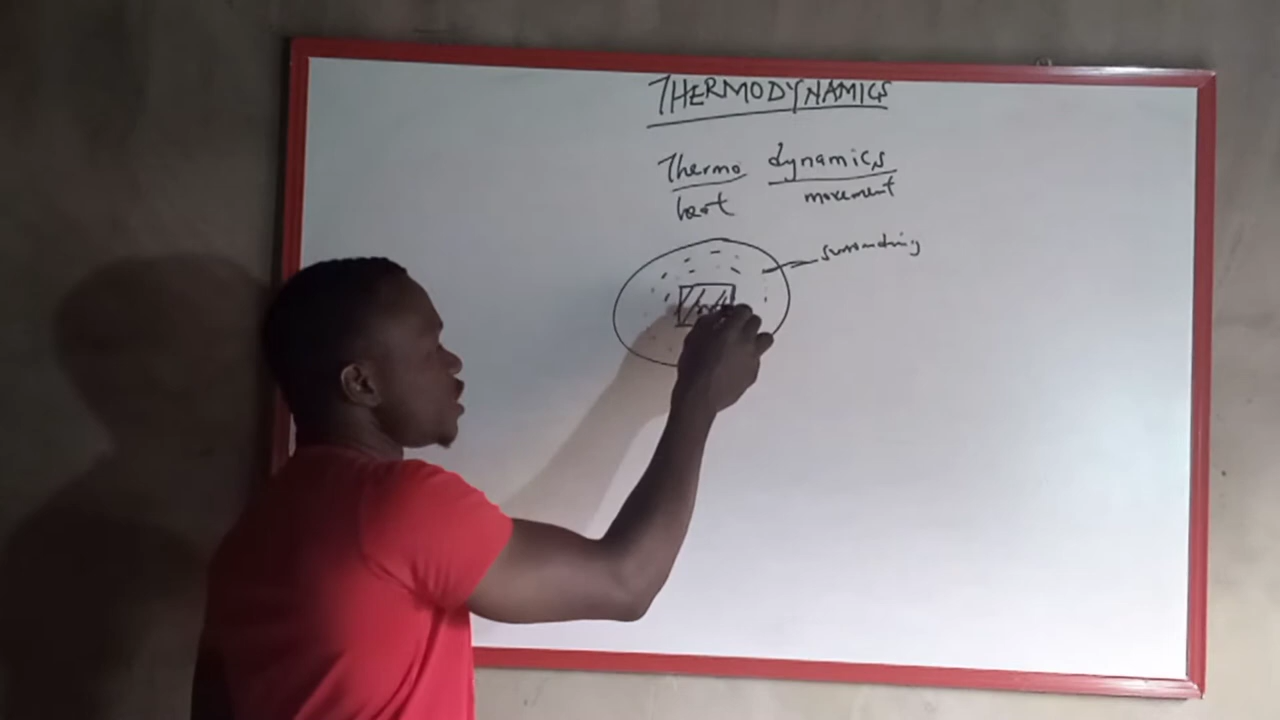 THERMODYNAMICS
Thermo dynamics
heat movement
surrounding